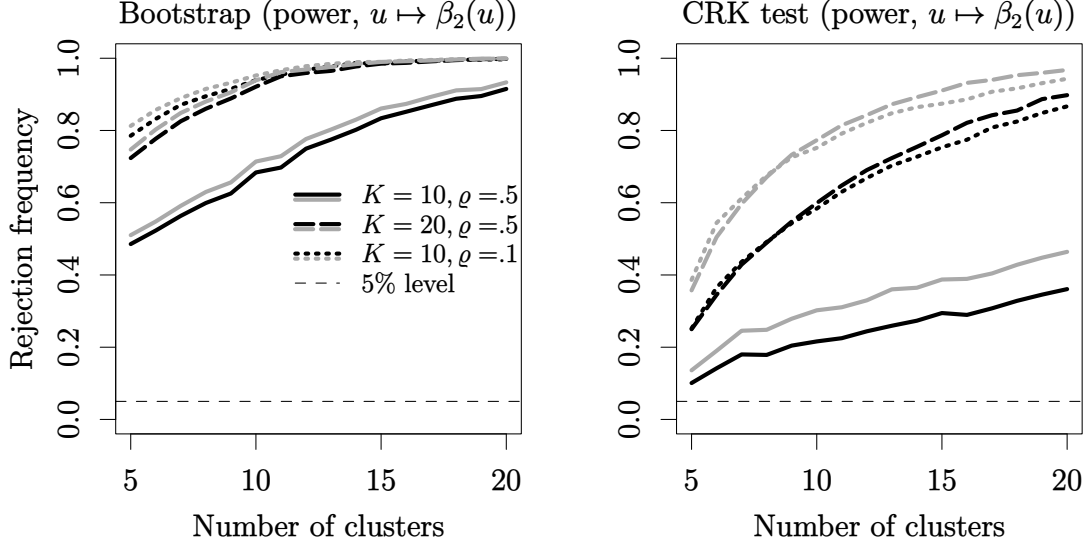 Bootstrap (power, u ↦ β₂(u))
Rejection frequency
1.0
0.8
0.6
0.4
0.2
0.0
K = 10, ϱ =.5
K = 20, ϱ =.5
K = 10, ϱ =.1
5% level
5 10 15 20
Number of clusters
CRK test (power, u ↦ β₂(u))
1.0
0.8
0.6
0.4
0.2
0.0
5 10 15 20
Number of clusters